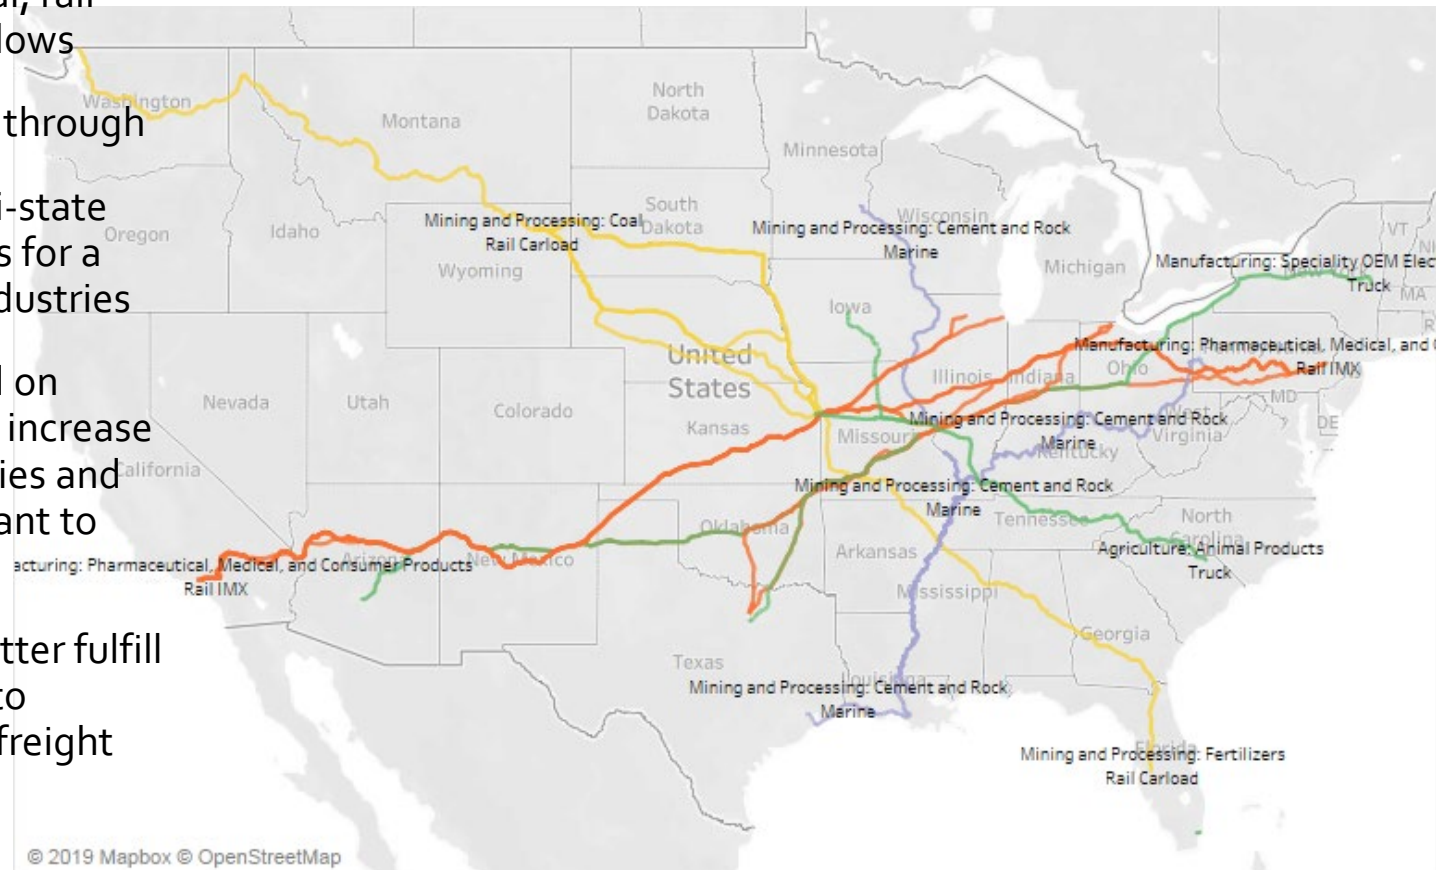 lows
through
i-state
s for a
dustries
l on
increase
ies and
ant to
tter fulfill
to
freight
Washington
Montana
North
Dakota
Minnesota
Oregon
Idaho
South
Dakota
Wisconsin
Michigan
VT
Mining and Processing: Coal
Rail Carload
Mining and Processing: Cement and Rock
Marine
Wyoming
Manufacturing: Speciality OEM Elec
Truck
MA
Iowa
United
States
Manufacturing: Pharmaceutical, Medical, and C
Rail IMX
Nevada
Utah
Colorado
Illinois
Indiana
Ohio
MD
DE
Kansas
Missouri
Mining and Processing: Cement and Rock
Marine
West
Virginia
Kentucky
California
Mining and Processing: Cement and Rock
Marine
Oklahoma
Tennessee
North
Carolina
Agriculture: Animal Products
Truck
Arizona
New Mexico
Arkansas
acturing: Pharmaceutical, Medical, and Consumer Products
Rail IMX
Mississippi
Georgia
Texas
Louisiana
Mining and Processing: Cement and Rock
Marine
Florida
Mining and Processing: Fertilizers
Rail Carload
© 2019 Mapbox © OpenStreetMap